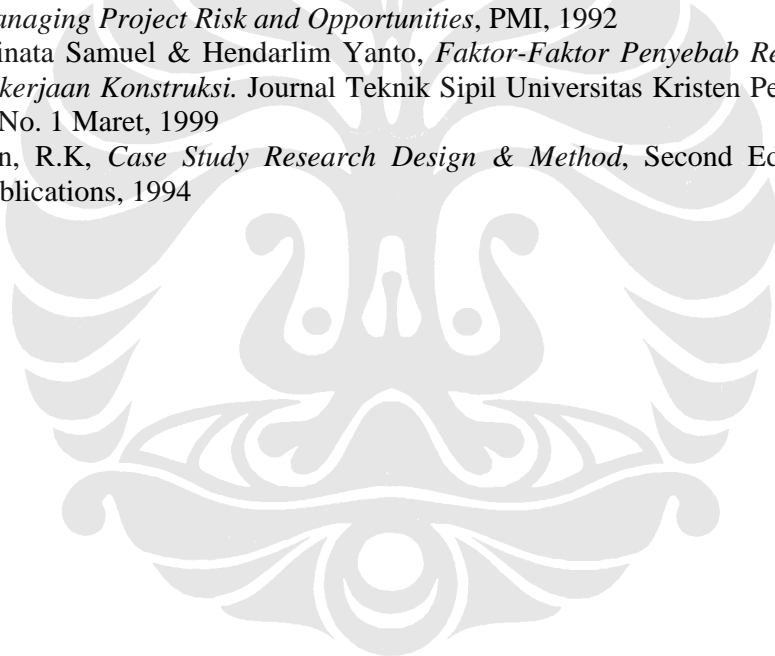 anaging Project Risk and Opportunities, PMI, 1992
inata Samuel & Hendarlim Yanto, Faktor-Faktor Penyebab Re
kerjaan Konstruksi. Journal Teknik Sipil Universitas Kristen Pe
No. 1 Maret, 1999
n, R.K, Case Study Research Design & Method, Second Ed
blications, 1994